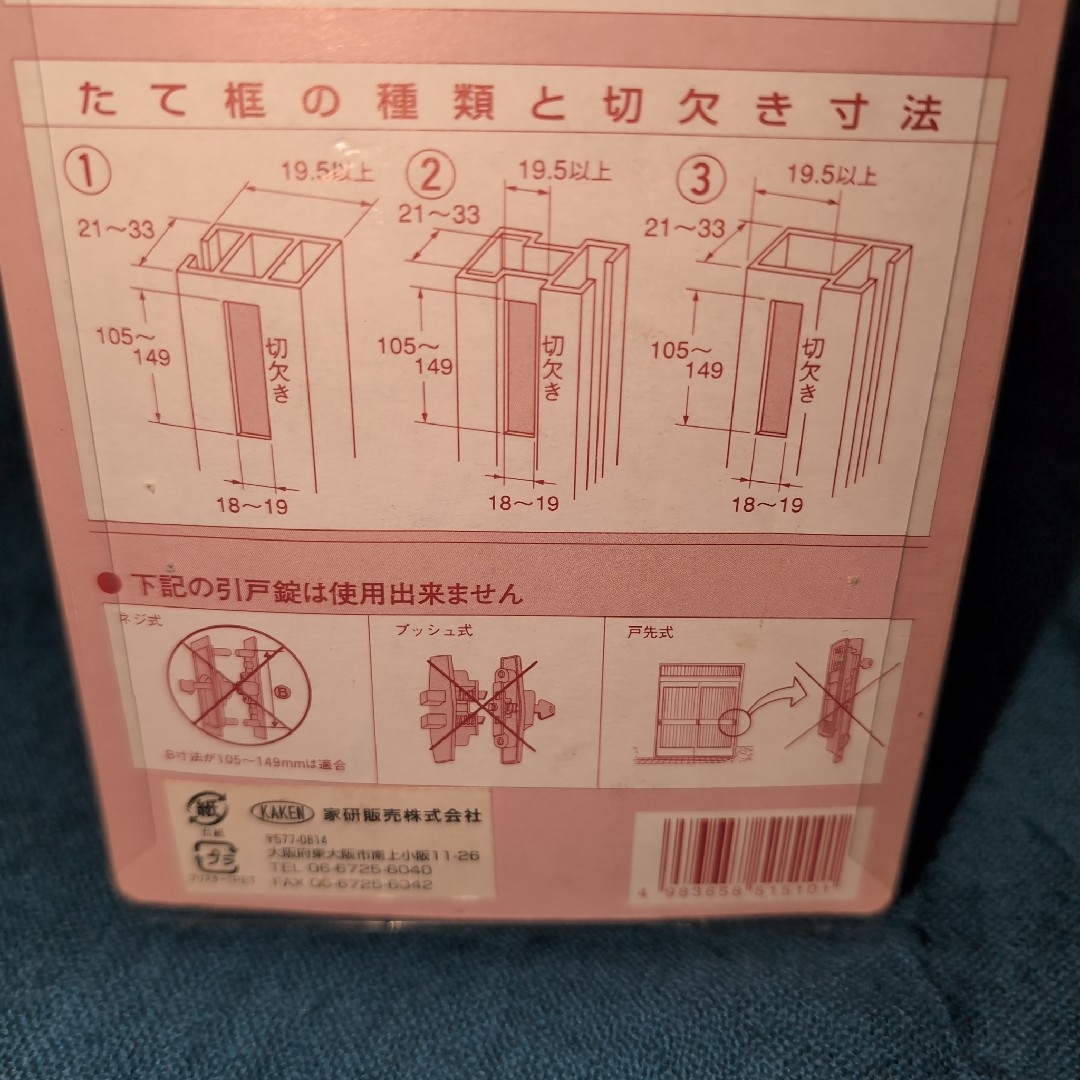 たて框の種類と切欠き寸法
① 19.5以上
21～33
105～149
切欠き
18～19
② 19.5以上
21～33
105～149
切欠き
18～19
③ 19.5以上
21～33
105～149
切欠き
18～19
●下記の引戸錠は使用出来ません
ネジ式
Ⓑ
B寸法が105～149mmは適合
プッシュ式
戸先式
紙
台紙
プラ
KAKEN 家研販売株式会社
〒577-0814
大阪府東大阪市南上小阪11-26
TEL 06-6725-6040
FAX 06-6725-6042